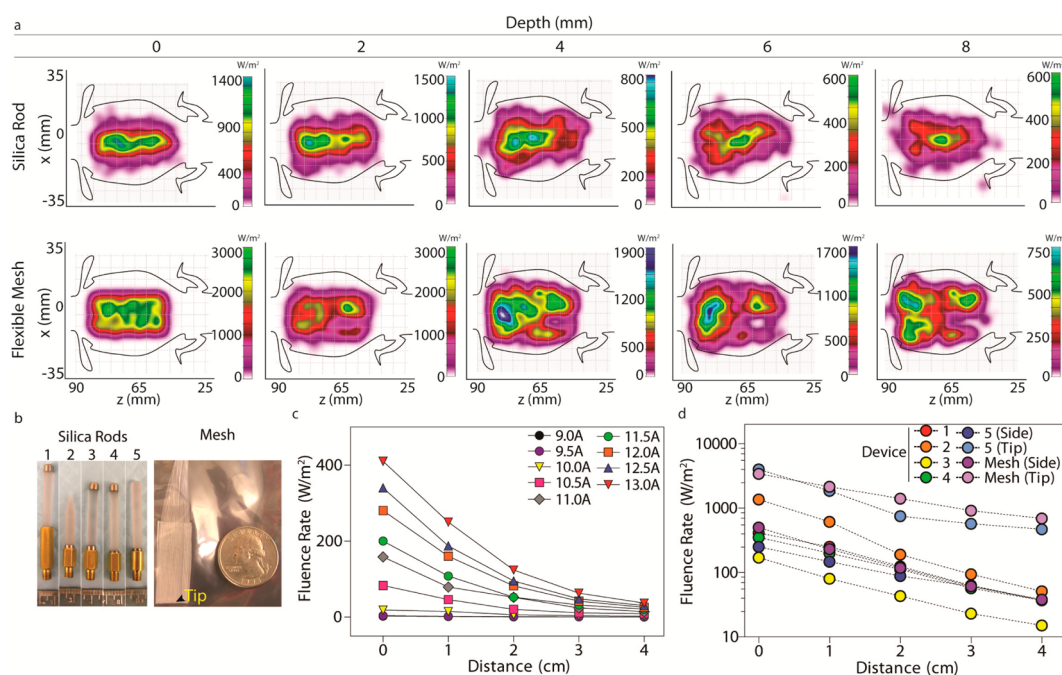 a
Depth (mm)
0 2 4 6 8
Silica Rod
x (mm)
35
0
-35
W/m² W/m² W/m² W/m² W/m²
1400
900
400
0
1500
1000
500
0
800
400
200
0
600
400
200
0
600
400
200
0
Flexible Mesh
x (mm)
35
0
-35
W/m² W/m² W/m² W/m² W/m²
3000
2000
1000
0
3000
2000
1000
0
1900
1200
900
500
0
1700
1100
500
0
750
500
250
0
90 65 25
z (mm)
90 65 25
z (mm)
90 65 25
z (mm)
90 65 25
z (mm)
90 65 25
z (mm)
b
Silica Rods
1 2 3 4 5
Mesh
Tip
c
9.0A
9.5A
10.0A
10.5A
11.0A
11.5A
12.0A
12.5A
13.0A
Fluence Rate (W/m²)
400
200
0
0 1 2 3 4
Distance (cm)
d
Device
1
2
3
4
5 (Side)
5 (Tip)
Mesh (Side)
Mesh (Tip)
Fluence Rate (W/m²)
10000
1000
100
10
0 1 2 3 4
Distance (cm)